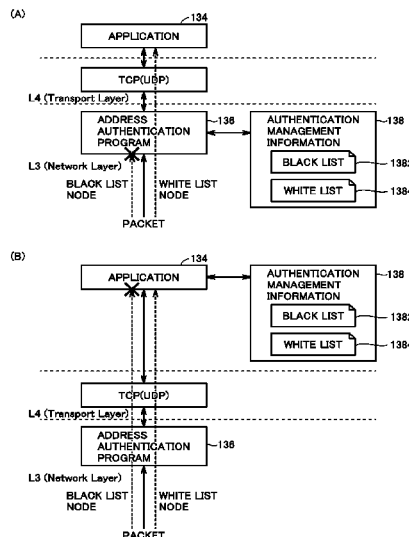 (A)
134
APPLICATION
TCP(UDP)
L4 (Transport Layer)
136
138
ADDRESS
AUTHENTICATION
PROGRAM
AUTHENTICATION
MANAGEMENT
INFORMATION
BLACK LIST
1382
WHITE LIST
1384
L3 (Network Layer)
BLACK LIST
NODE
WHITE LIST
NODE
PACKET
(B)
134
APPLICATION
138
AUTHENTICATION
MANAGEMENT
INFORMATION
BLACK LIST
1382
WHITE LIST
1384
TCP(UDP)
L4 (Transport Layer)
ADDRESS
AUTHENTICATION
PROGRAM
136
L3 (Network Layer)
BLACK LIST
NODE
WHITE LIST
NODE
PACKET